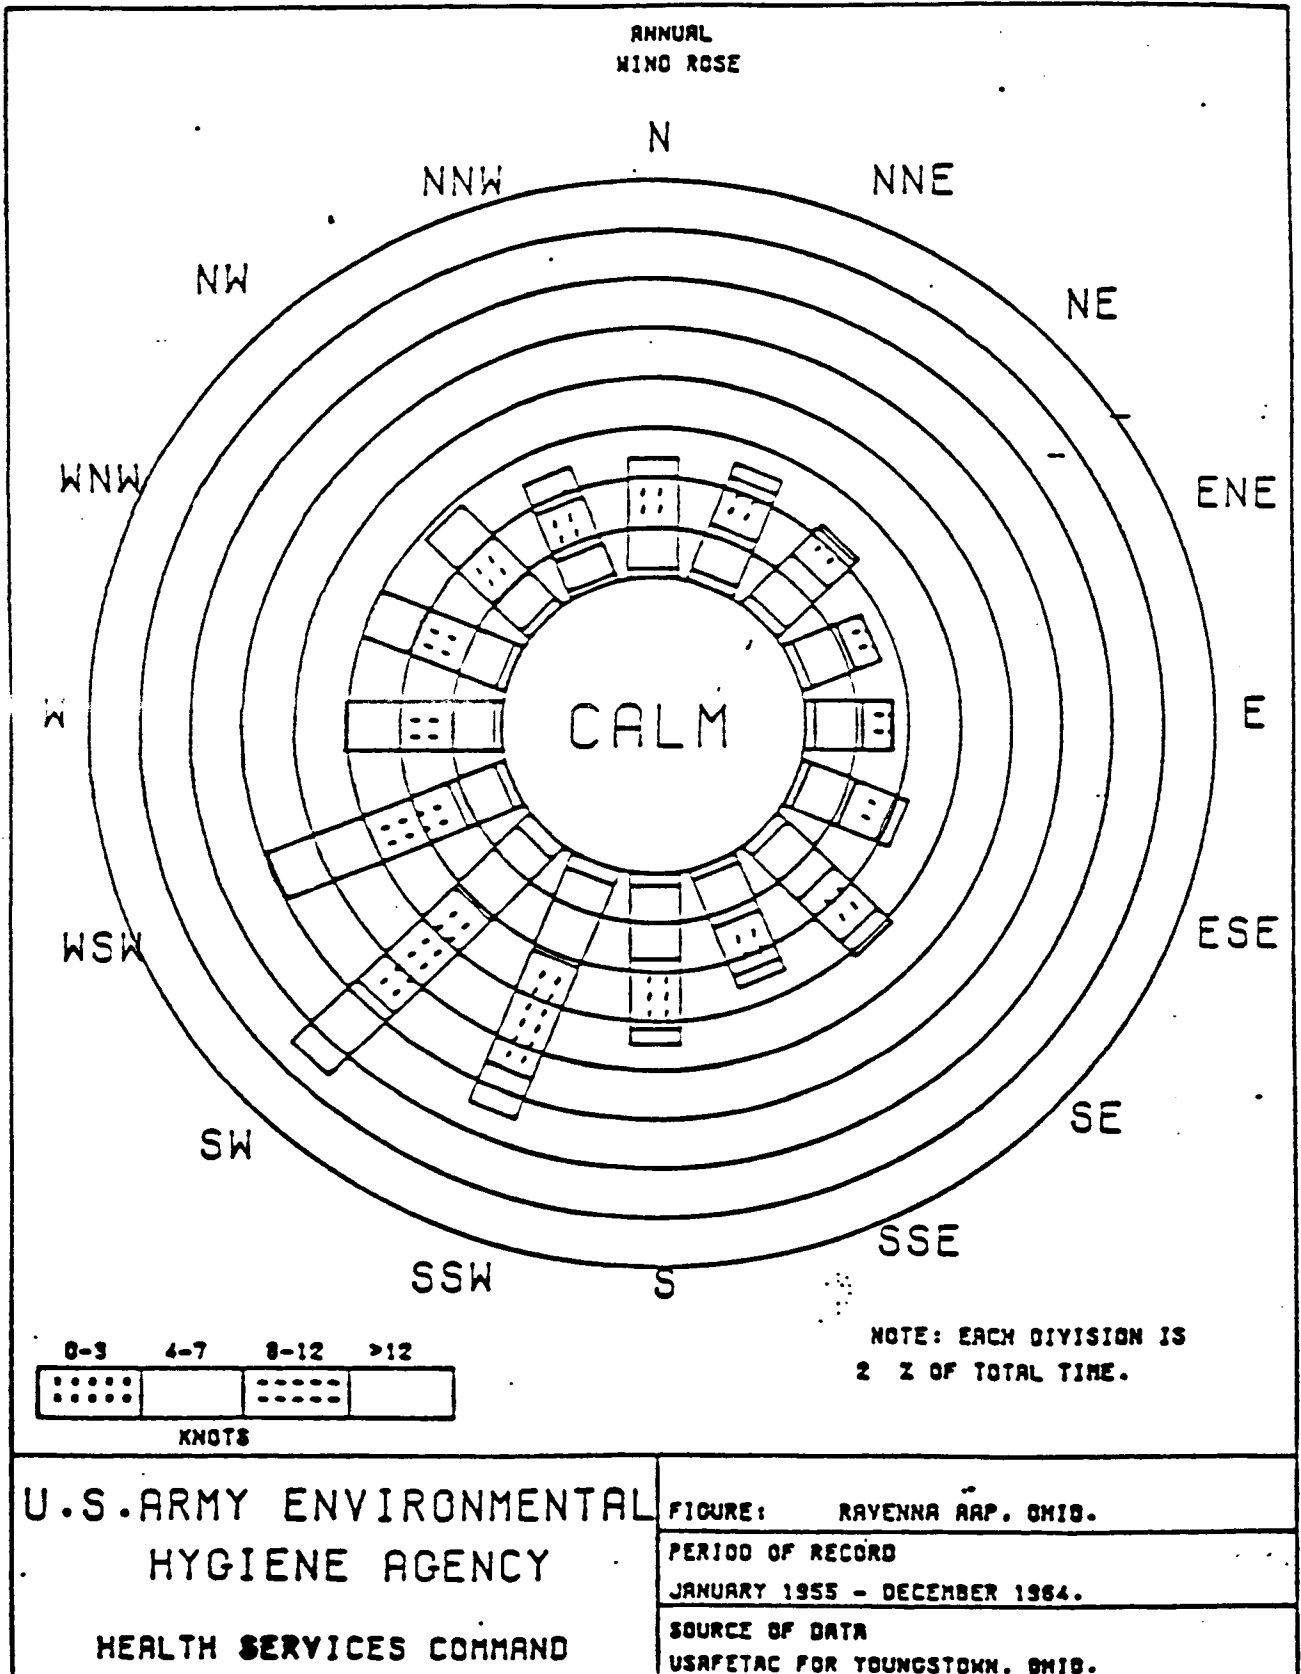 ANNUAL
WIND ROSE
N
NNW
NNE
NW
NE
WNW
ENE
W
CALM
E
WSW
ESE
SW
SE
SSW
S
SSE
NOTE: EACH DIVISION IS
2 % OF TOTAL TIME.
0-3 4-7 8-12 >12
KNOTS
U.S.ARMY ENVIRONMENTAL
HYGIENE AGENCY
HEALTH SERVICES COMMAND
FIGURE: RAVENNA AAP. OHIO.
PERIOD OF RECORD
JANUARY 1955 - DECEMBER 1964.
SOURCE OF DATA
USAFETAC FOR YOUNGSTOWN. OHIO.